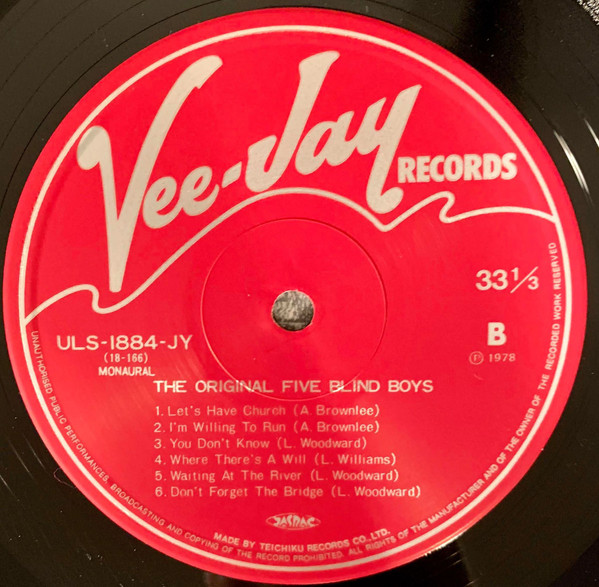 Vee-Jay
RECORDS
33 1/3
ULS-1884-JY
(18-166)
MONAURAL
B
Ⓟ 1978
THE ORIGINAL FIVE BLIND BOYS
1. Let's Have Church (A. Brownlee)
2. I'm Willing To Run (A. Brownlee)
3. You Don't Know (L. Woodward)
4. Where There's A Will (L. Williams)
5. Waiting At The River (L. Woodward)
6. Don't Forget The Bridge (L. Woodward)
JASRAC
MADE BY TEICHIKU RECORDS CO., LTD.
UNAUTHORISED PUBLIC PERFORMANCES, BROADCASTING AND COPYING OF THE RECORD PROHIBITED. ALL RIGHTS OF THE MANUFACTURER AND OF THE OWNER OF THE RECORDED WORK RESERVED